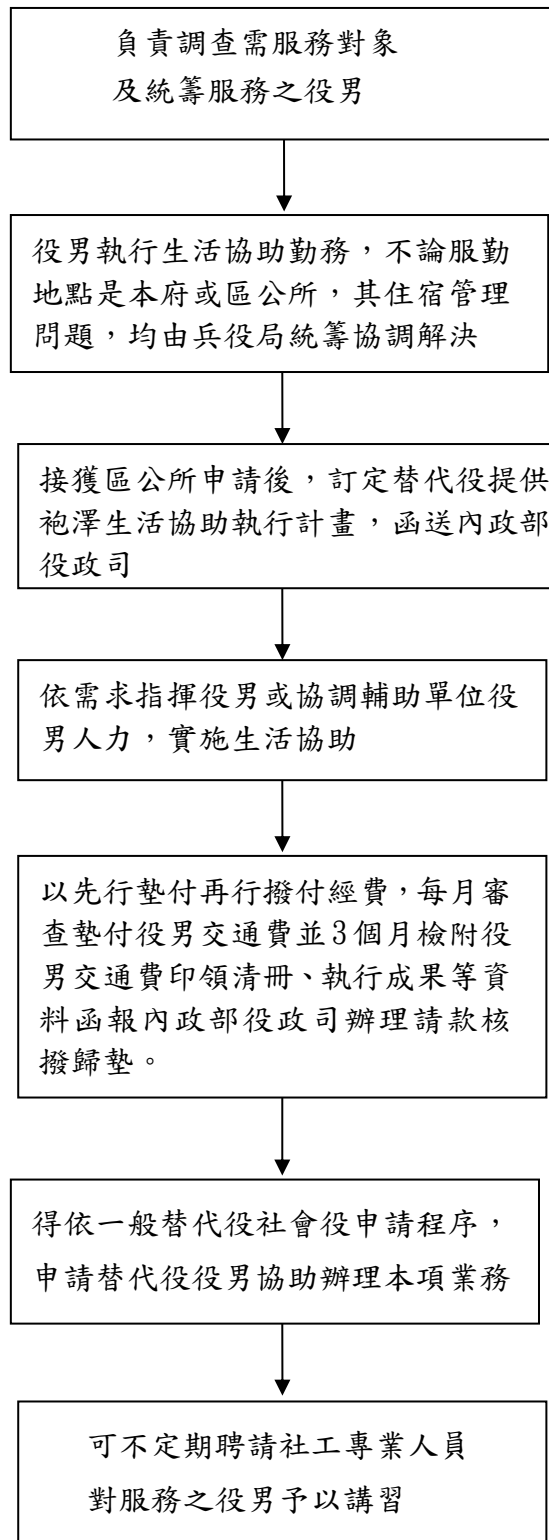 負責調查需服務對象
及統籌服務之役男
役男執行生活協助勤務，不論服勤
地點是本府或區公所，其住宿管理
問題，均由兵役局統籌協調解決
接獲區公所申請後，訂定替代役提供
袍澤生活協助執行計畫，函送內政部
役政司
依需求指揮役男或協調輔助單位役
男人力，實施生活協助
以先行墊付再行撥付經費，每月審
查墊付役男交通費並3個月檢附役
男交通費印領清冊、執行成果等資
料函報內政部役政司辦理請款核
撥歸墊。
得依一般替代役社會役申請程序，
申請替代役役男協助辦理本項業務
可不定期聘請社工專業人員
對服務之役男予以講習